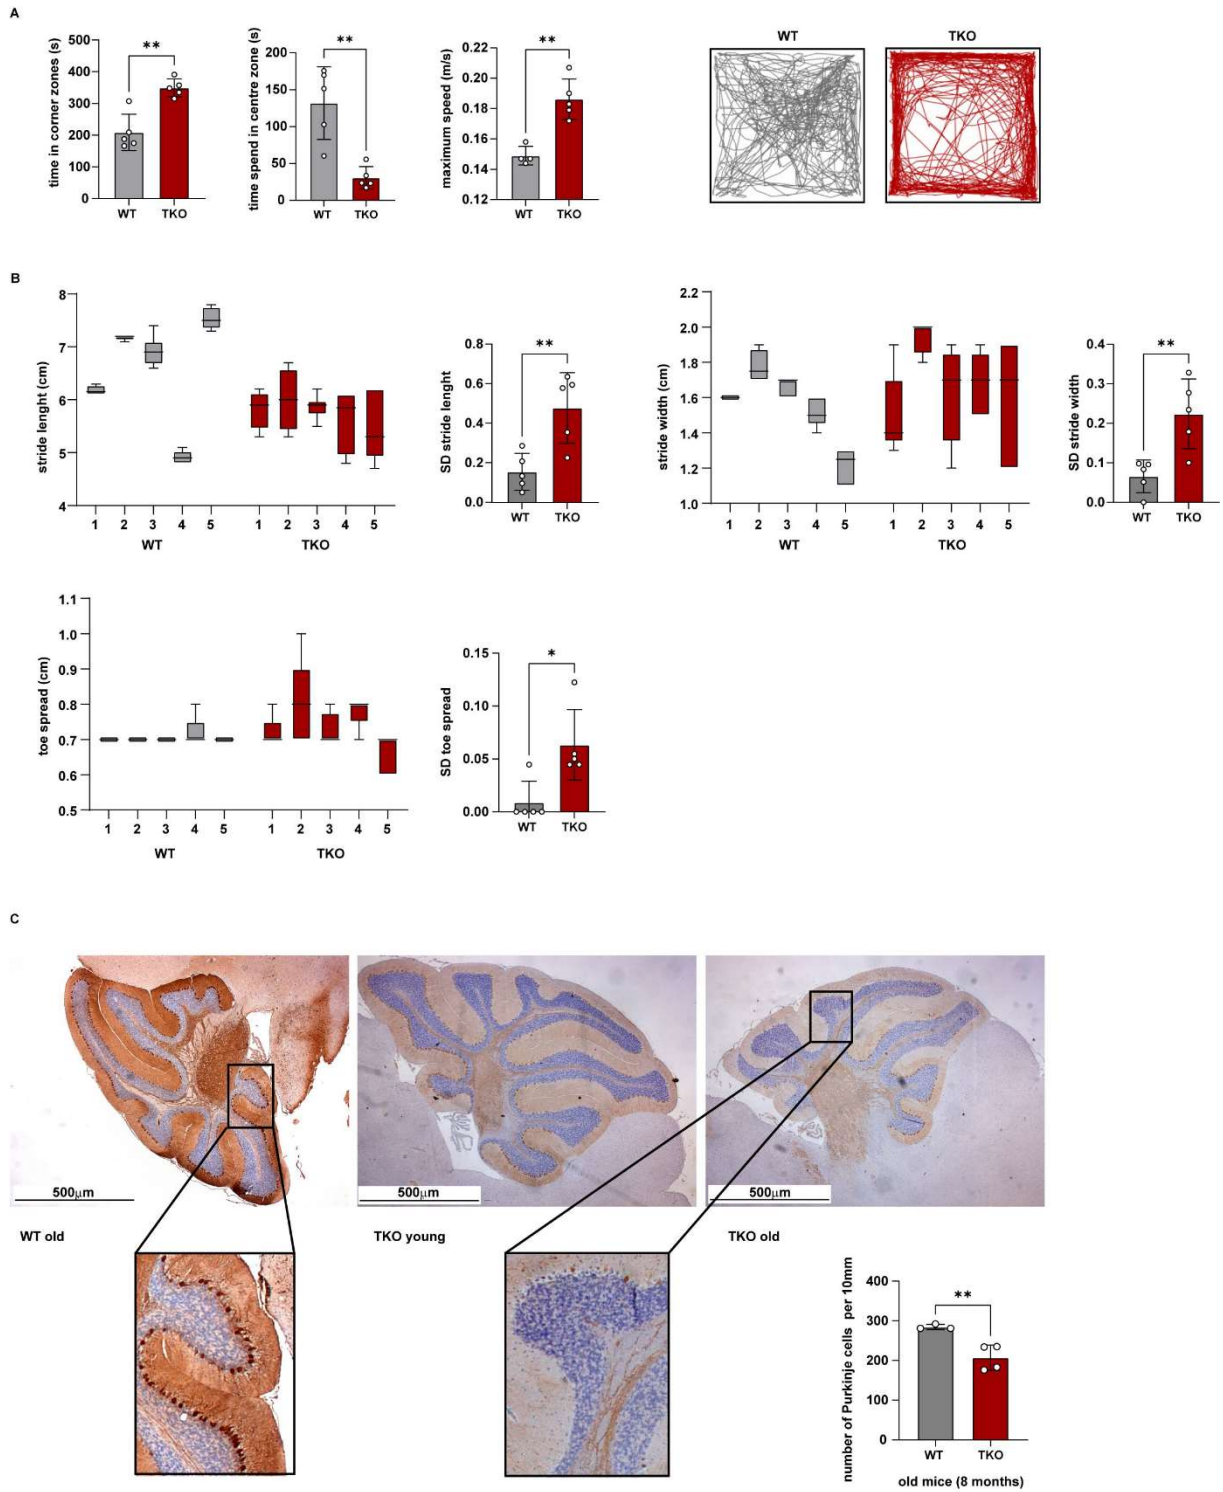 A
time in corner zones (s)
500
400
300
200
100
0
**
WT
TKO
time spend in centre zone (s)
200
150
100
50
0
**
WT
TKO
maximum speed (m/s)
0.22
0.20
0.18
0.16
0.14
0.12
**
WT
TKO
WT
TKO
B
stride lenght (cm)
8
7
6
5
4
1 2 3 4 5 1 2 3 4 5
WT TKO
SD stride lenght
0.8
0.6
0.4
0.2
0.0
**
WT TKO
stride width (cm)
2.2
2.0
1.8
1.6
1.4
1.2
1.0
1 2 3 4 5 1 2 3 4 5
WT TKO
SD stride width
0.4
0.3
0.2
0.1
0.0
**
WT TKO
toe spread (cm)
1.1
1.0
0.9
0.8
0.7
0.6
0.5
1 2 3 4 5 1 2 3 4 5
WT TKO
SD toe spread
0.15
0.10
0.05
0.00
*
WT TKO
C
500µm
500µm
500µm
WT old
TKO young
TKO old
number of Purkinje cells per 10mm
400
300
200
100
0
**
WT TKO
old mice (8 months)